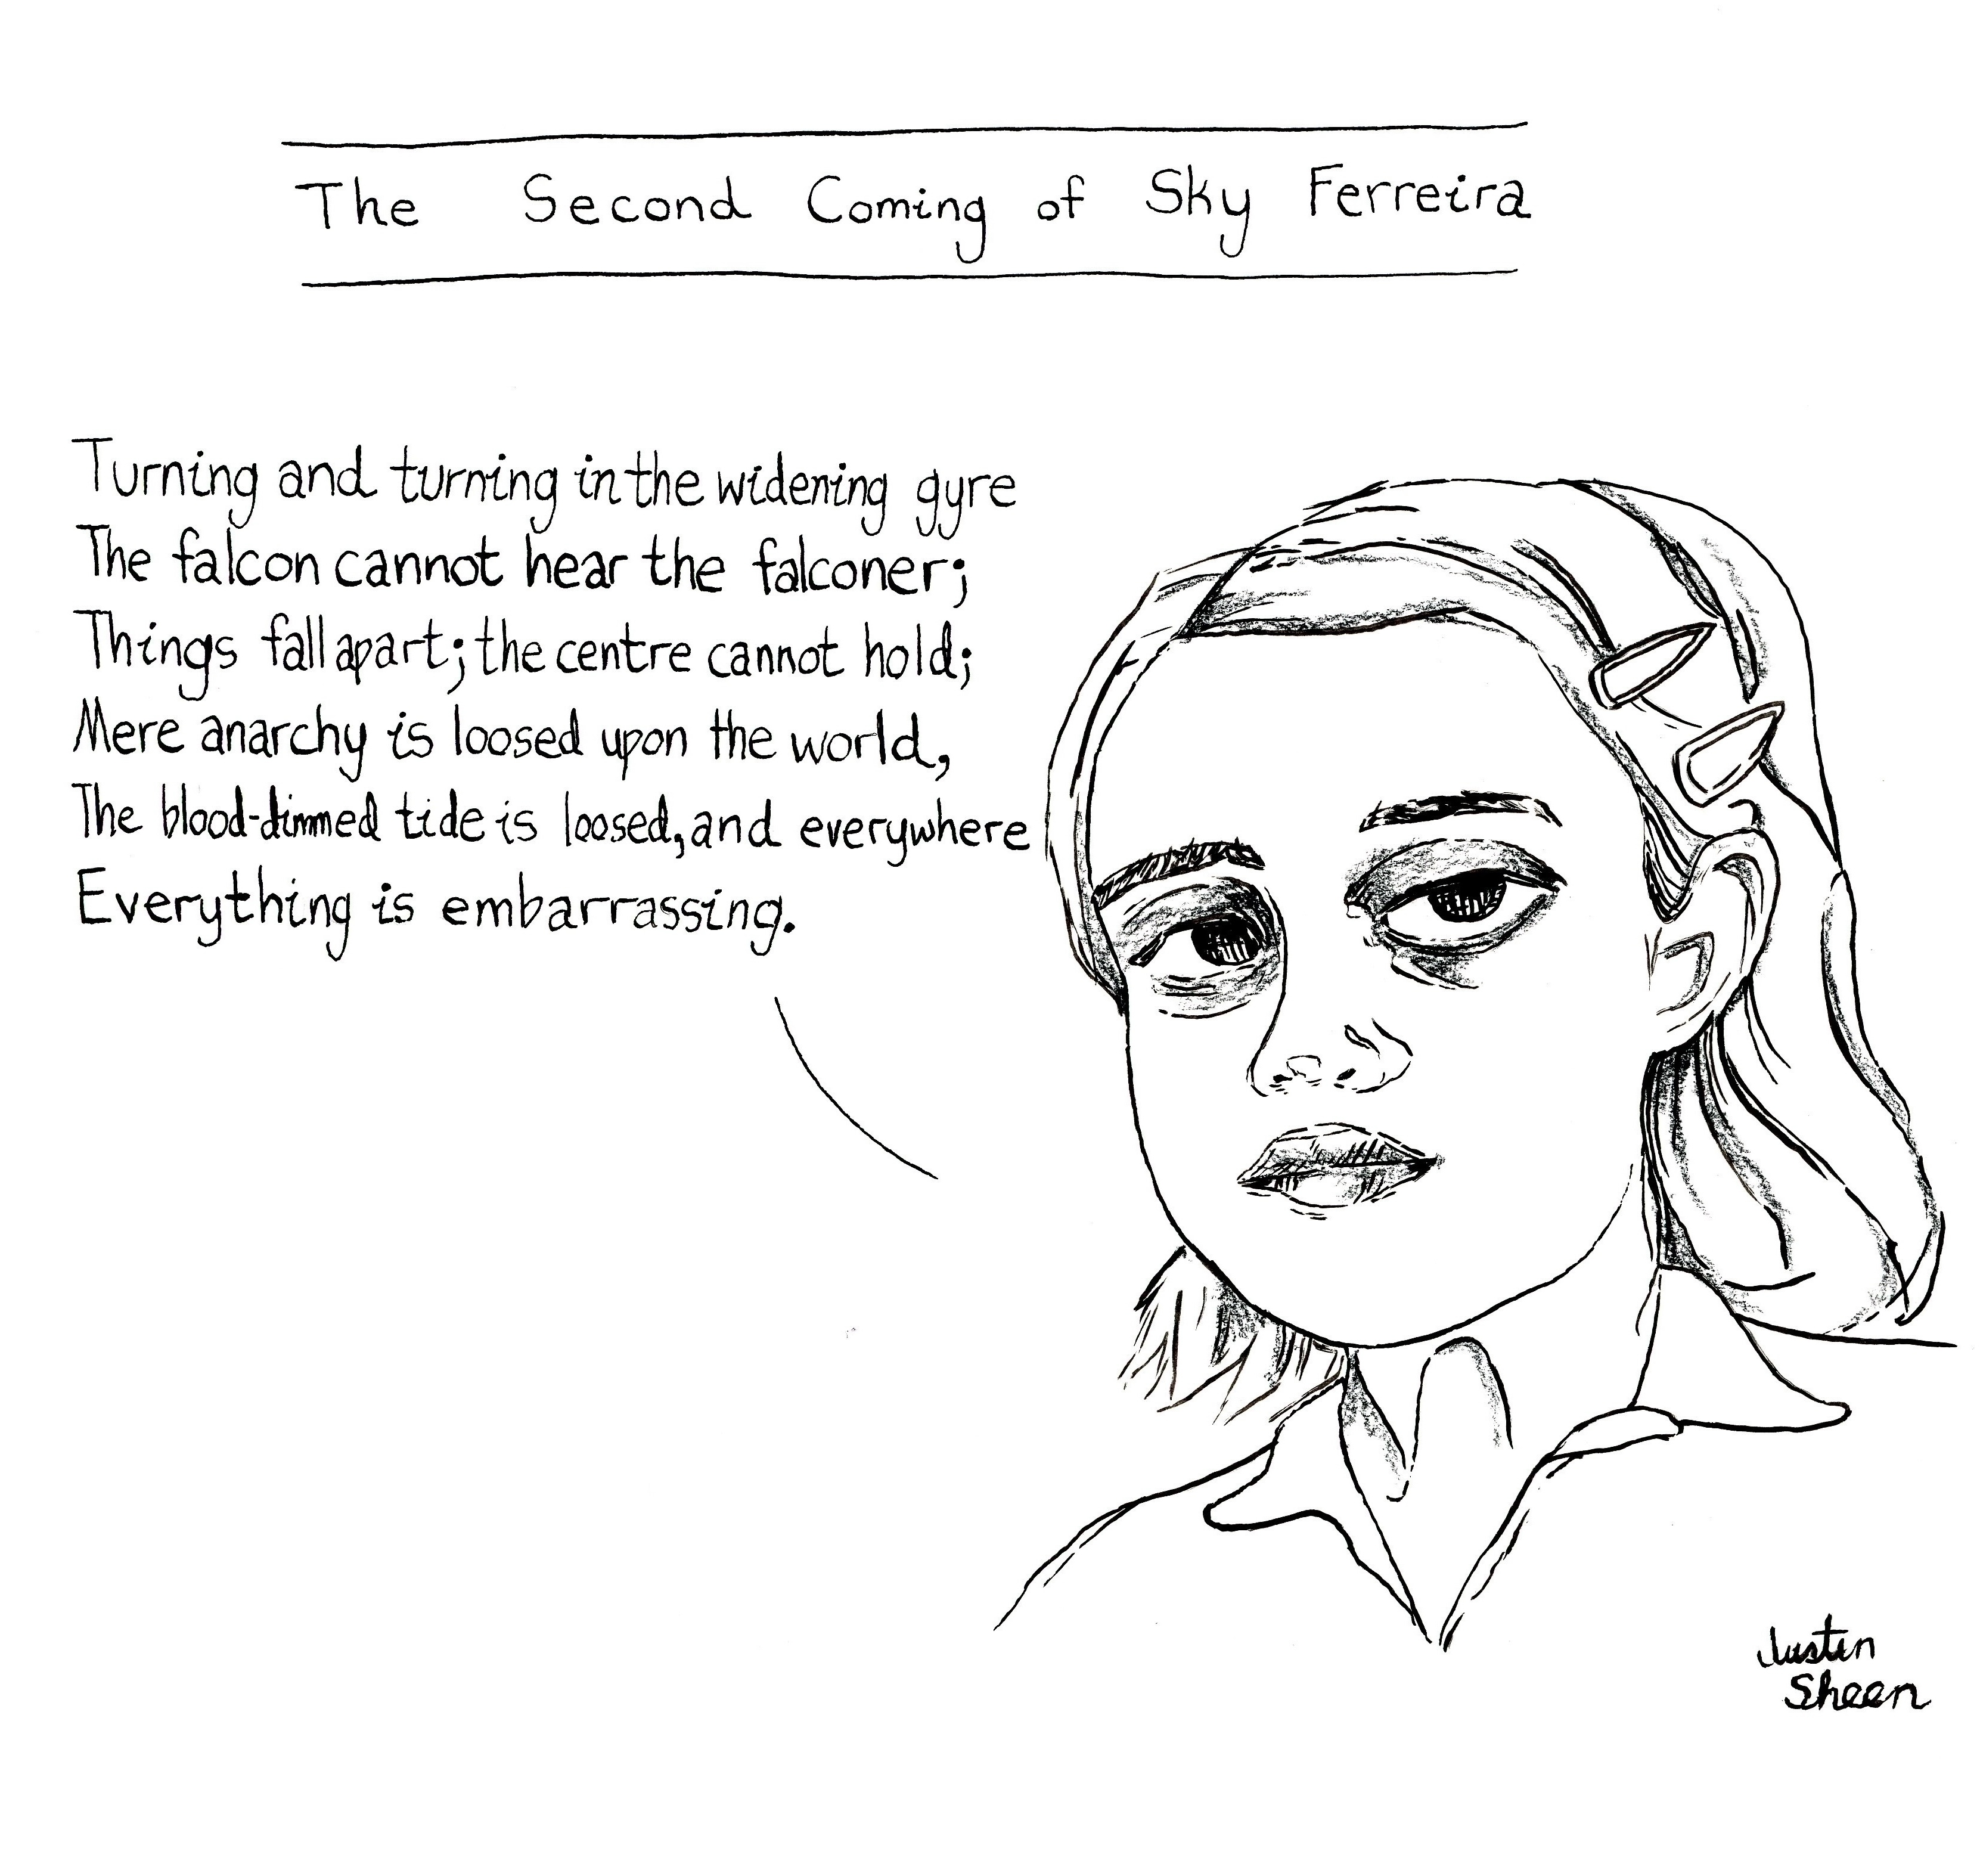 The Second Coming of Sky Ferreira
Turning and turning in the widening gyre
The falcon cannot hear the falconer;
Things fall apart; the centre cannot hold;
Mere anarchy is loosed upon the world,
The blood-dimmed tide is loosed, and everywhere
Everything is embarrassing.
Justin
Sheen